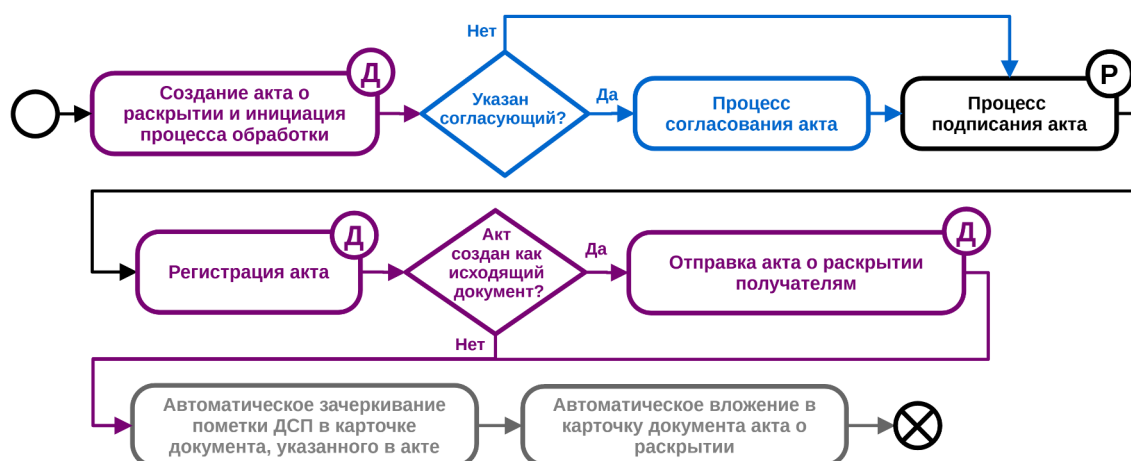 Нет
Д
Р
Создание акта о
раскрытии и инициация
процесса обработки
Указан
согласующий?
Да
Процесс
согласования акта
Процесс
подписания акта
Д
Д
Регистрация акта
Акт
создан как
исходящий
документ?
Да
Отправка акта о раскрытии
получателям
Нет
Автоматическое зачеркивание
пометки ДСП в карточке
документа, указанного в акте
Автоматическое вложение в
карточку документа акта о
раскрытии